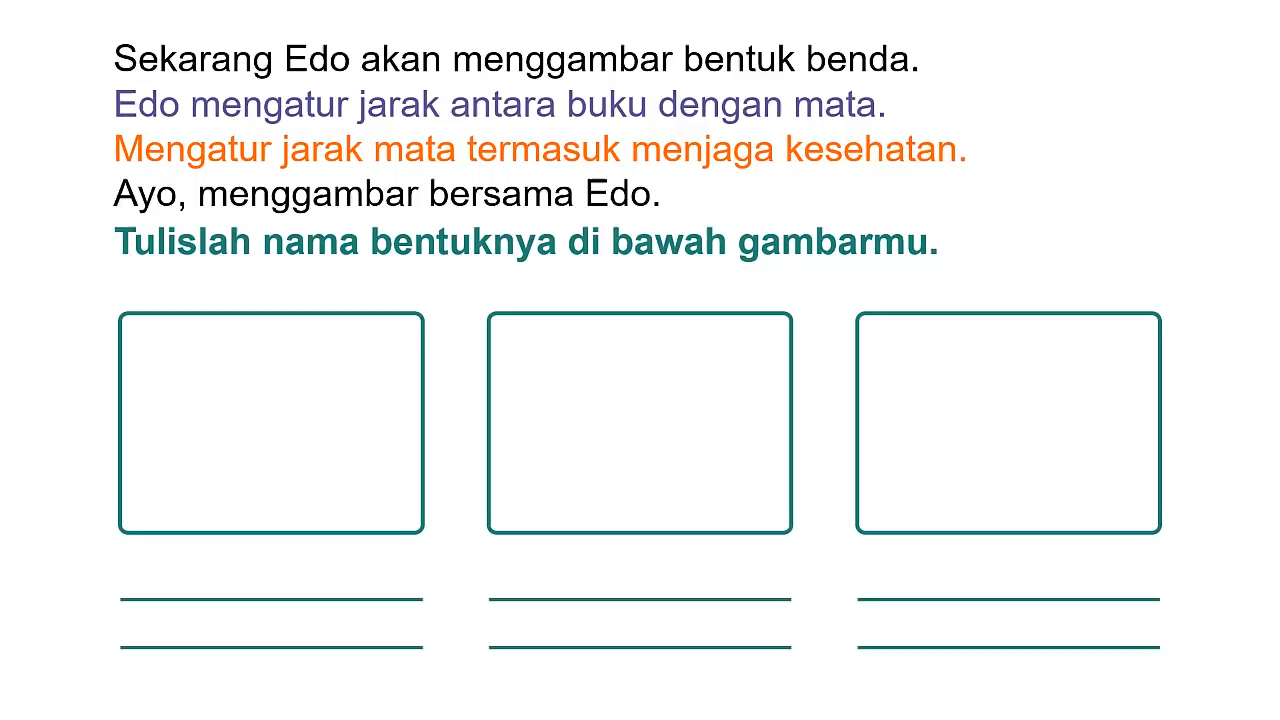 Sekarang Edo akan menggambar bentuk benda.
Edo mengatur jarak antara buku dengan mata.
Mengatur jarak mata termasuk menjaga kesehatan.
Ayo, menggambar bersama Edo.
Tulislah nama bentuknya di bawah gambarmu.